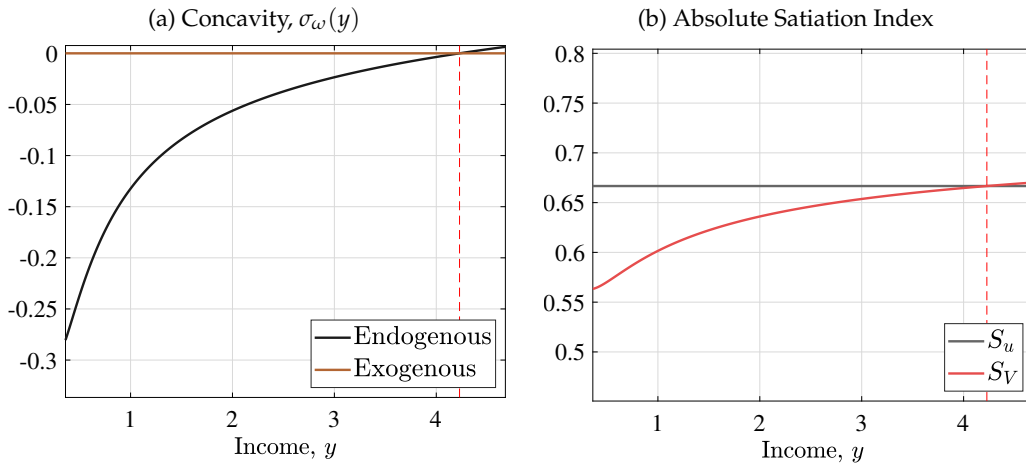 (a) Concavity, σω(y)
0
-0.05
-0.1
-0.15
-0.2
-0.25
-0.3
1 2 3 4
Income, y
Endogenous
Exogenous
(b) Absolute Satiation Index
0.8
0.75
0.7
0.65
0.6
0.55
0.5
1 2 3 4
Income, y
Su
SV